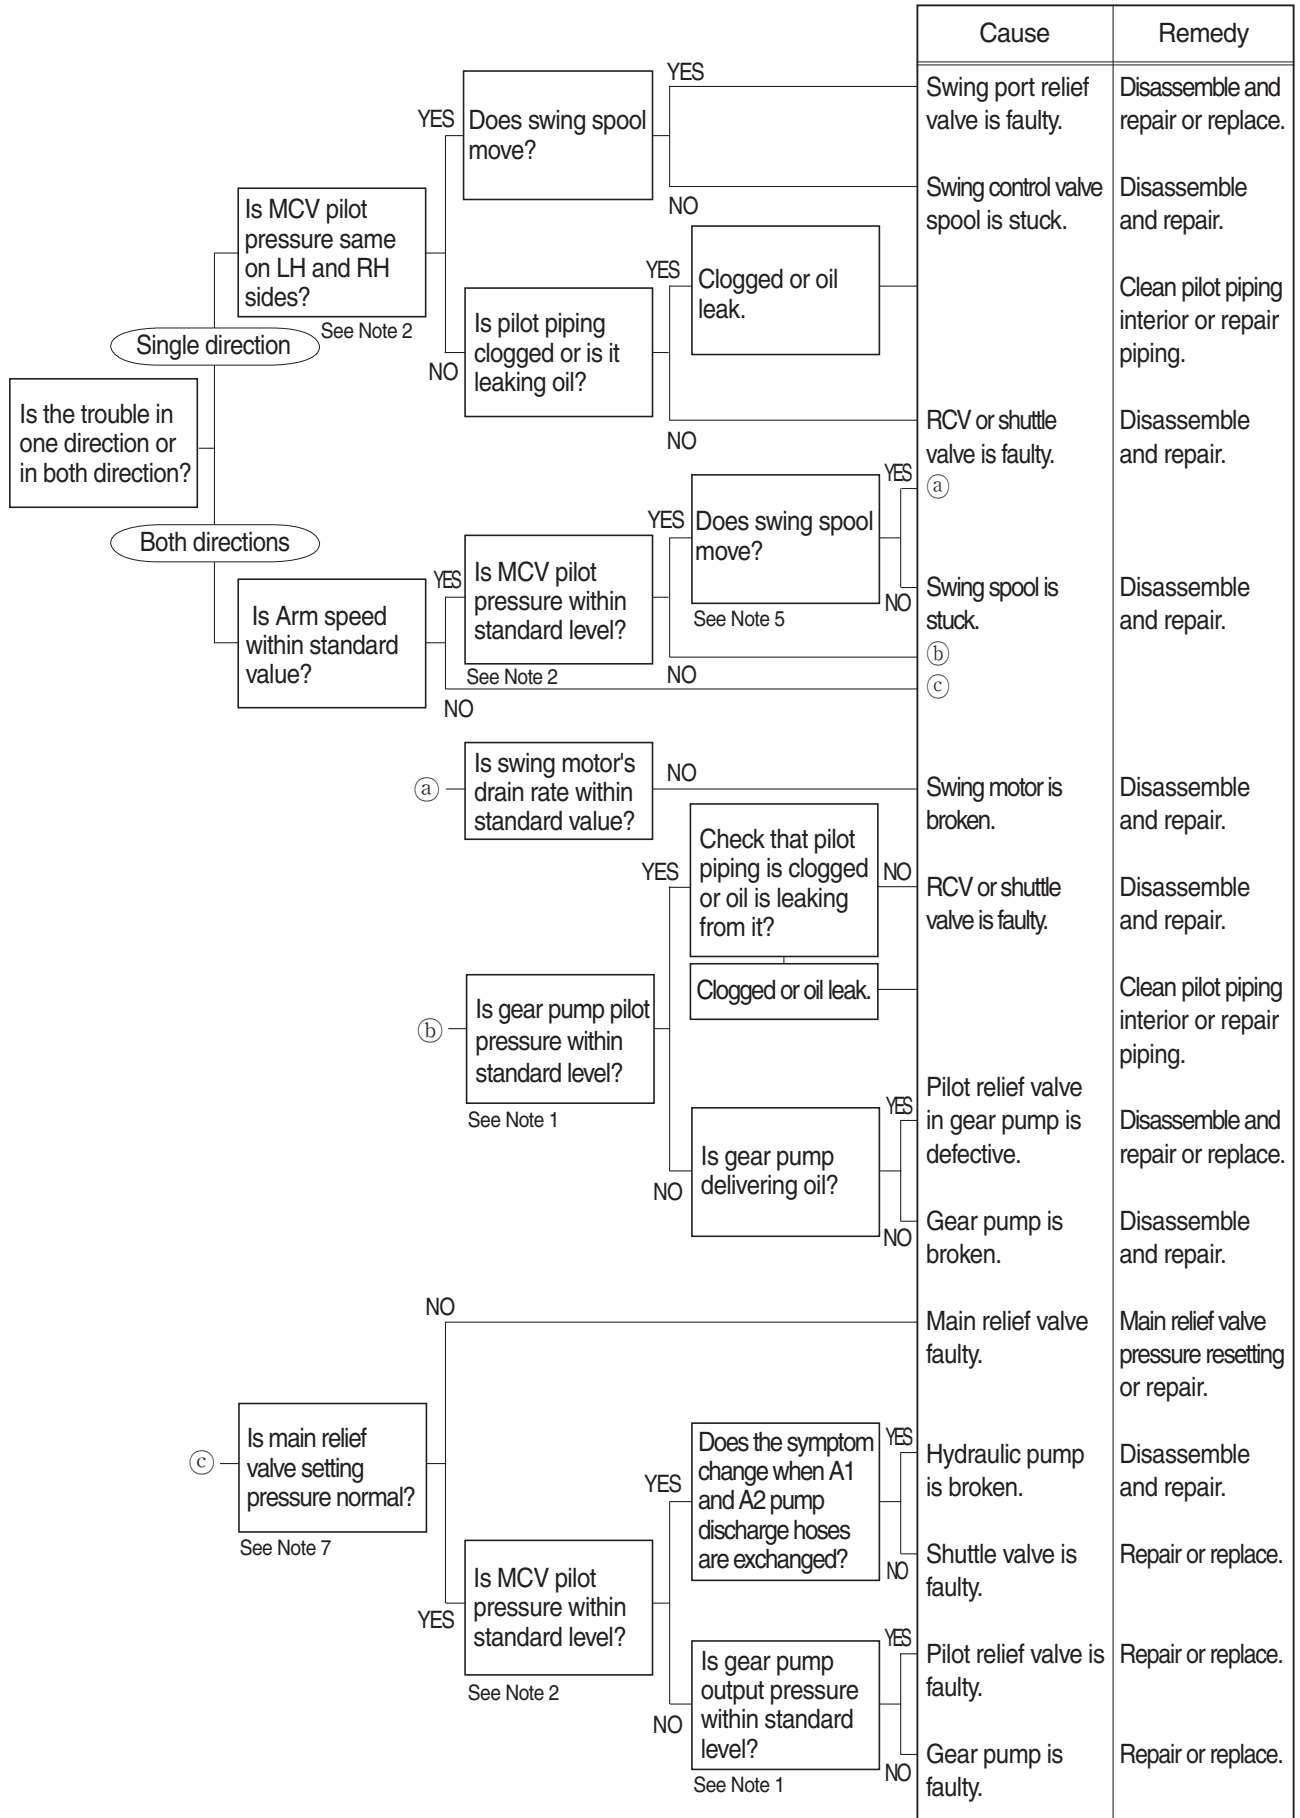 Cause
Remedy
YES
Swing port relief
valve is faulty.
Disassemble and
repair or replace.
YES
Does swing spool
move?
NO
Swing control valve
spool is stuck.
Disassemble
and repair.
Is MCV pilot
pressure same
on LH and RH
sides?
See Note 2
YES
Clogged or oil
leak.
Clean pilot piping
interior or repair
piping.
Is pilot piping
clogged or is it
leaking oil?
NO
Single direction
NO
RCV or shuttle
valve is faulty.
Disassemble
and repair.
Is the trouble in
one direction or
in both direction?
YES
ⓐ
YES
Does swing spool
move?
See Note 5
NO
Swing spool is
stuck.
Disassemble
and repair.
Both directions
YES
Is MCV pilot
pressure within
standard level?
See Note 2
NO
ⓑ
Is Arm speed
within standard
value?
NO
ⓒ
ⓐ
Is swing motor's
drain rate within
standard value?
NO
Swing motor is
broken.
Disassemble
and repair.
YES
Check that pilot
piping is clogged
or oil is leaking
from it?
NO
RCV or shuttle
valve is faulty.
Disassemble
and repair.
Clogged or oil leak.
Clean pilot piping
interior or repair
piping.
ⓑ
Is gear pump pilot
pressure within
standard level?
See Note 1
YES
Pilot relief valve
in gear pump is
defective.
Disassemble and
repair or replace.
NO
Is gear pump
delivering oil?
NO
Gear pump is
broken.
Disassemble
and repair.
NO
Main relief valve
faulty.
Main relief valve
pressure resetting
or repair.
ⓒ
Is main relief
valve setting
pressure normal?
See Note 7
YES
Does the symptom
change when A1
and A2 pump
discharge hoses
are exchanged?
YES
Hydraulic pump
is broken.
Disassemble
and repair.
NO
Shuttle valve is
faulty.
Repair or replace.
YES
Is MCV pilot
pressure within
standard level?
See Note 2
YES
Pilot relief valve is
faulty.
Repair or replace.
NO
Is gear pump
output pressure
within standard
level?
See Note 1
NO
Gear pump is
faulty.
Repair or replace.